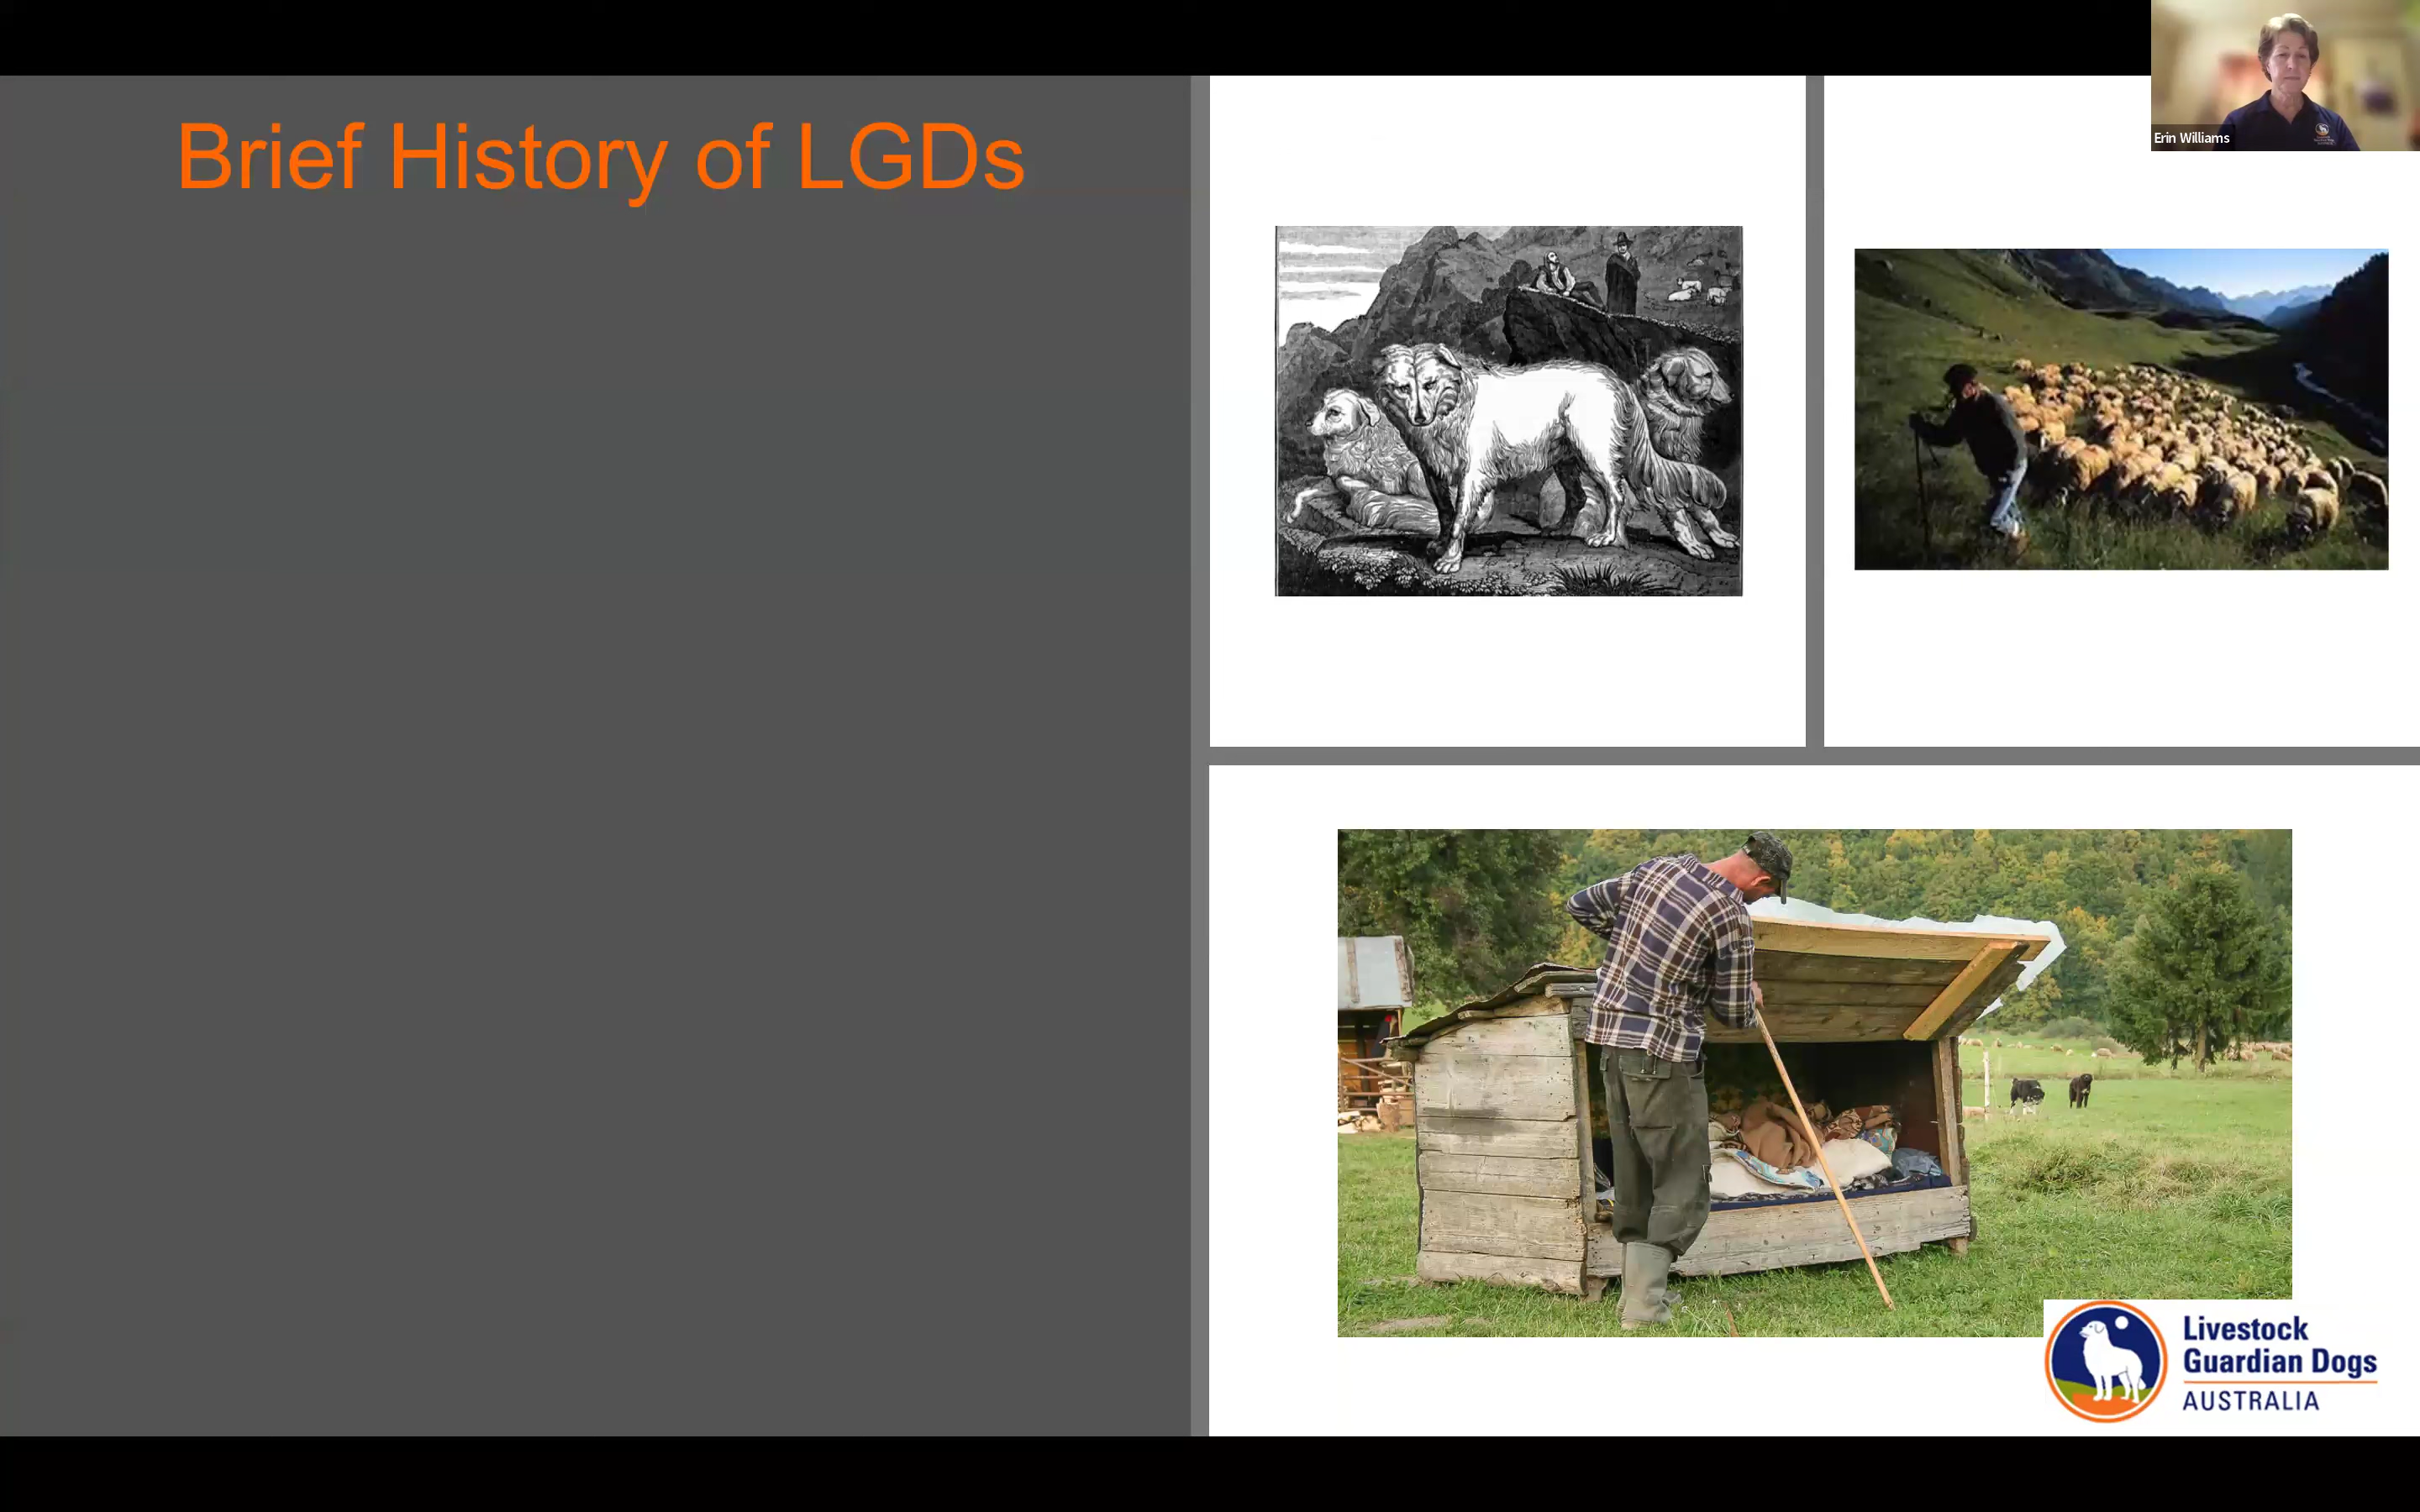 Brief History of LGDs
Erin Williams
Livestock
Guardian Dogs
AUSTRALIA